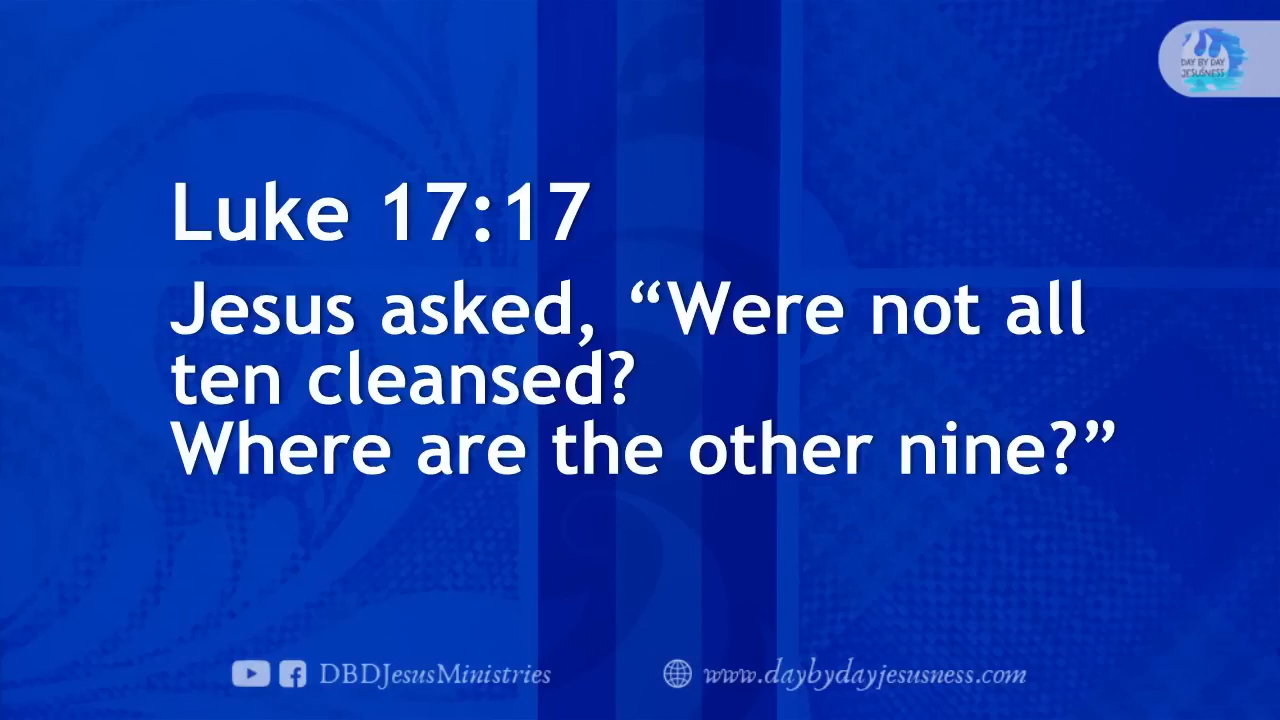 DAY BY DAY
JESUSNESS
Luke 17:17
Jesus asked, “Were not all
ten cleansed?
Where are the other nine?”
DBDJesusMinistries
www.daybydayjesusness.com